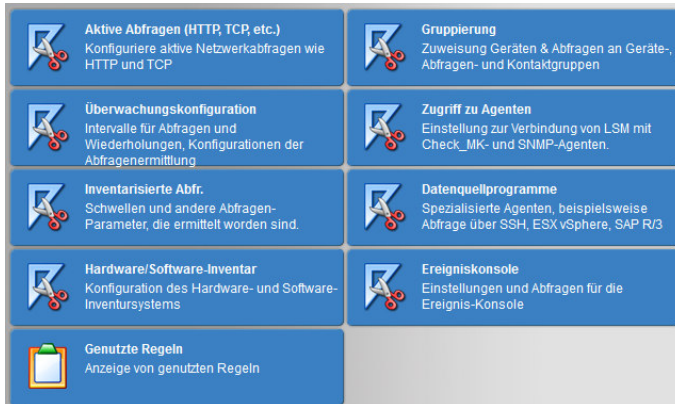 Aktive Abfragen (HTTP, TCP, etc.)
Konfiguriere aktive Netzwerkabfragen wie
HTTP und TCP
Gruppierung
Zuweisung Geräten & Abfragen an Geräte-,
Abfragen- und Kontaktgruppen
Überwachungskonfiguration
Intervalle für Abfragen und
Wiederholungen, Konfigurationen der
Abfragenermittlung
Zugriff zu Agenten
Einstellung zur Verbindung von LSM mit
Check_MK- und SNMP-Agenten.
Inventarisierte Abfr.
Schwellen und andere Abfragen-
Parameter, die ermittelt worden sind.
Datenquellprogramme
Spezialisierte Agenten, beispielsweise
Abfrage über SSH, ESX vSphere, SAP R/3
Hardware/Software-Inventar
Konfiguration des Hardware- und Software-
Inventursystems
Ereigniskonsole
Einstellungen und Abfragen für die
Ereignis-Konsole
Genutzte Regeln
Anzeige von genutzten Regeln